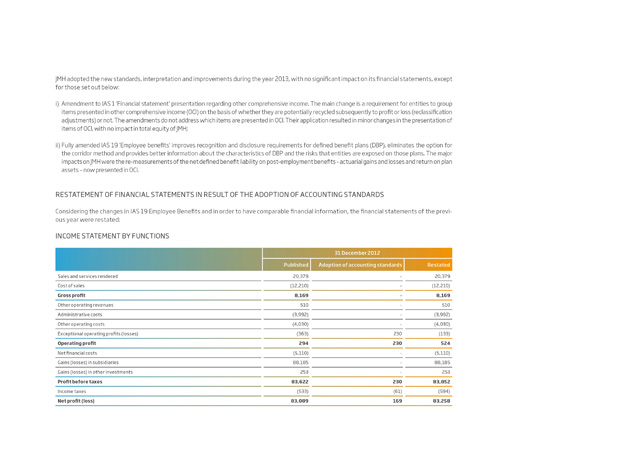 JMH adopted the new standards, interpretation and improvements during the year 2013, with no significant impact on its financial statements, except
for those set out below:
i) Amendment to IAS 1 'Financial statement' presentation regarding other comprehensive income. The main change is a requirement for entities to group
items presented in other comprehensive income (OCI) on the basis of whether they are potentially recycled subsequently to profit or loss (reclassification
adjustments) or not. The amendments do not address which items are presented in OCI. Their application resulted in minor changes in the presentation of
items of OCI, with no impact in total equity of JMH;
ii) Fully amended IAS 19 'Employee benefits' improves recognition and disclosure requirements for defined benefit plans (DBP), eliminates the option for
the corridor method and provides better information about the characteristics of DBP and the risks that entities are exposed on those plans. The major
impacts on JMH were the re-measurements of the net defined benefit liability on post-employment benefits – actuarial gains and losses and return on plan
assets – now presented in OCI.
RESTATEMENT OF FINANCIAL STATEMENTS IN RESULT OF THE ADOPTION OF ACCOUNTING STANDARDS
Considering the changes in IAS 19 Employee Benefits and in order to have comparable financial information, the financial statements of the previ-
ous year were restated:
INCOME STATEMENT BY FUNCTIONS
31 December 2012
Published Adoption of accounting standards Restated
Sales and services rendered 20,379 - 20,379
Cost of sales (12,210) - (12,210)
Gross profit 8,169 - 8,169
Other operating revenues 510 - 510
Administrative costs (3,992) - (3,992)
Other operating costs (4,030) - (4,030)
Exceptional operating profits (losses) (363) 230 (133)
Operating profit 294 230 524
Net financial costs (5,110) - (5,110)
Gains (losses) in subsidiaries 88,185 - 88,185
Gains (losses) in other investments 253 - 253
Profit before taxes 83,622 230 83,852
Income taxes (533) (61) (594)
Net profit (loss) 83,089 169 83,258